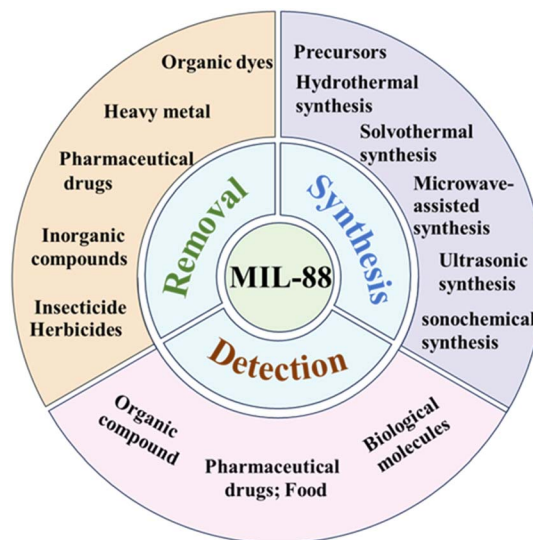 MIL-88
Removal
Organic dyes
Heavy metal
Pharmaceutical
drugs
Inorganic
compounds
Insecticide
Herbicides
Synthesis
Precursors
Hydrothermal
synthesis
Solvothermal
synthesis
Microwave-
assisted
synthesis
Ultrasonic
synthesis
sonochemical
synthesis
Detection
Organic
compound
Pharmaceutical
drugs; Food
Biological
molecules